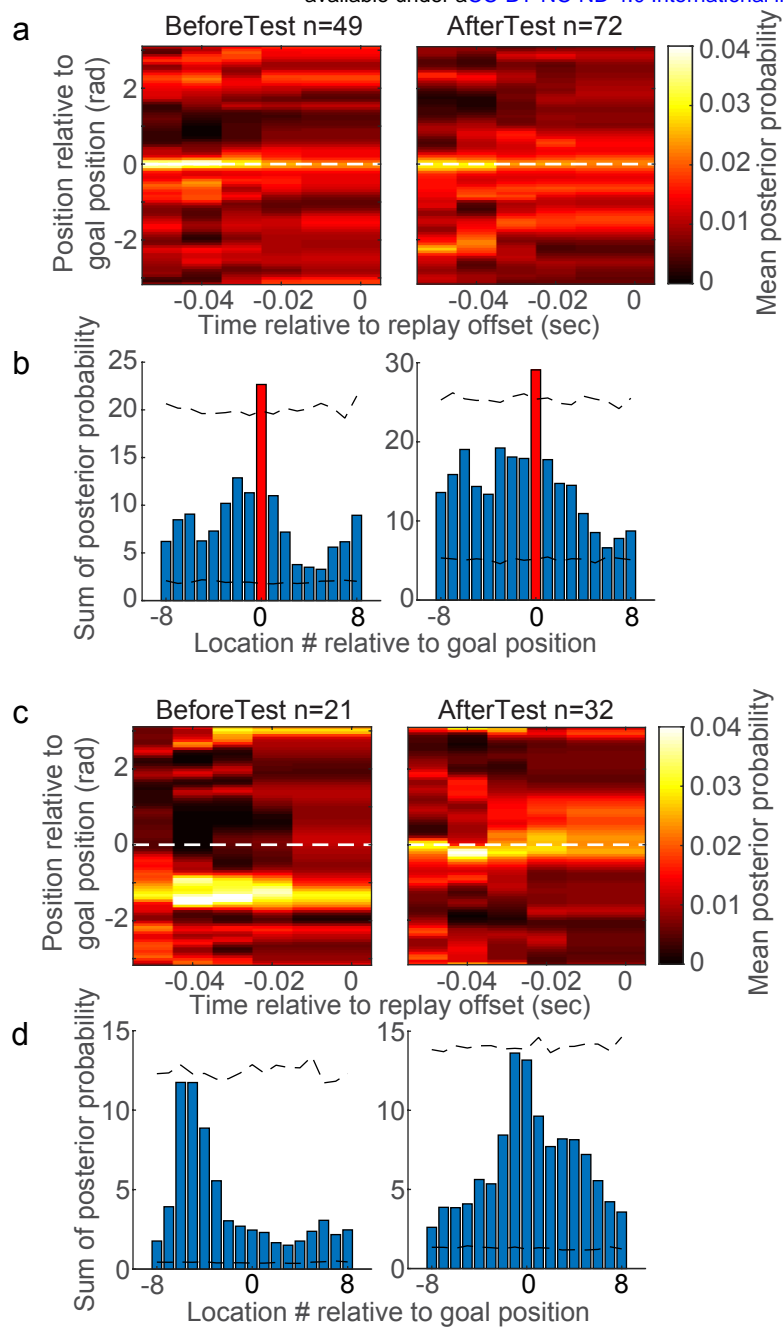 a
BeforeTest n=49
AfterTest n=72
Position relative to
goal position (rad)
2
0
-2
-0.04 -0.02 0
-0.04 -0.02 0
Time relative to replay offset (sec)
0.04
0.03
0.02
0.01
0
Mean posterior probability
b
Sum of posterior probability
25
20
15
10
5
0
-8 0 8
30
20
10
0
-8 0 8
Location # relative to goal position
c
BeforeTest n=21
AfterTest n=32
Position relative to
goal position (rad)
2
0
-2
-0.04 -0.02 0
-0.04 -0.02 0
Time relative to replay offset (sec)
0.04
0.03
0.02
0.01
0
Mean posterior probability
d
Sum of posterior probability
15
10
5
0
-8 0 8
15
10
5
0
-8 0 8
Location # relative to goal position